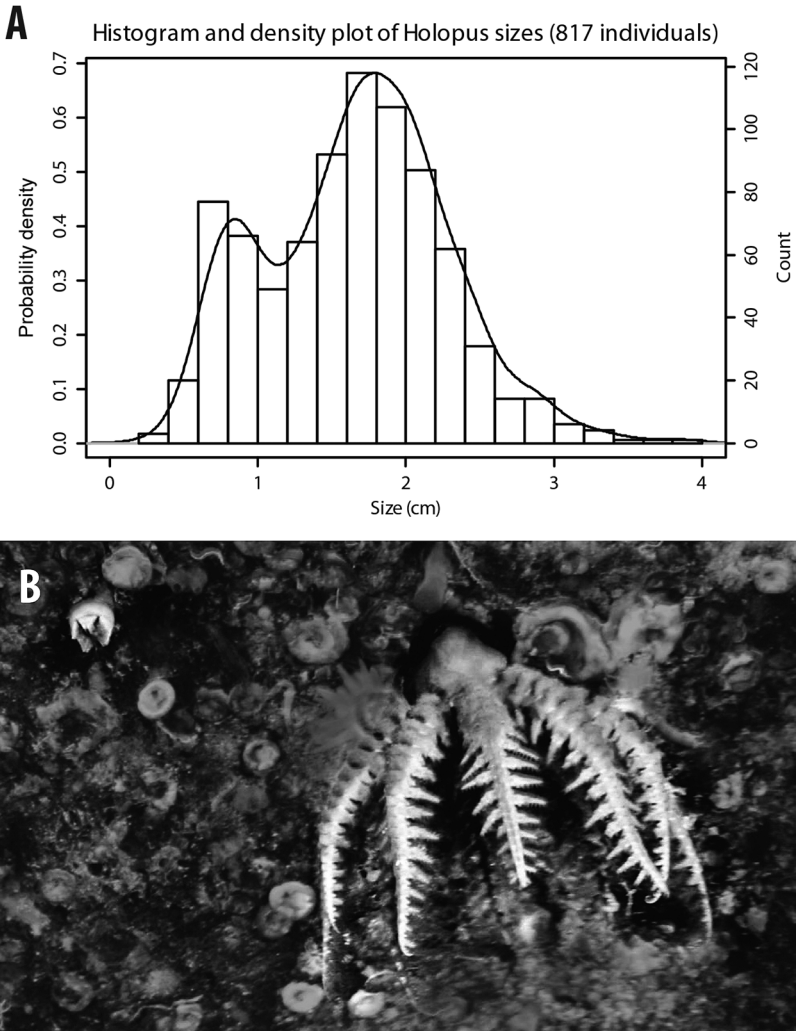 A
Histogram and density plot of Holopus sizes (817 individuals)
0.7
0.6
0.5
0.4
0.3
0.2
0.1
0.0
Probability density
120
100
80
60
40
20
0
Count
0 1 2 3 4
Size (cm)
B